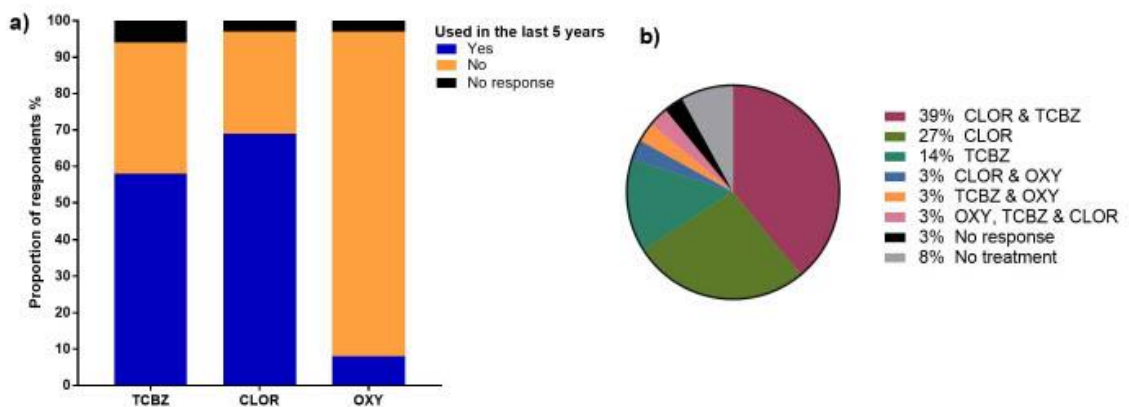 a)
Proportion of respondents %
100
90
80
70
60
50
40
30
20
10
0
TCBZ CLOR OXY
Used in the last 5 years
Yes
No
No response
b)
39% CLOR & TCBZ
27% CLOR
14% TCBZ
3% CLOR & OXY
3% TCBZ & OXY
3% OXY, TCBZ & CLOR
3% No response
8% No treatment